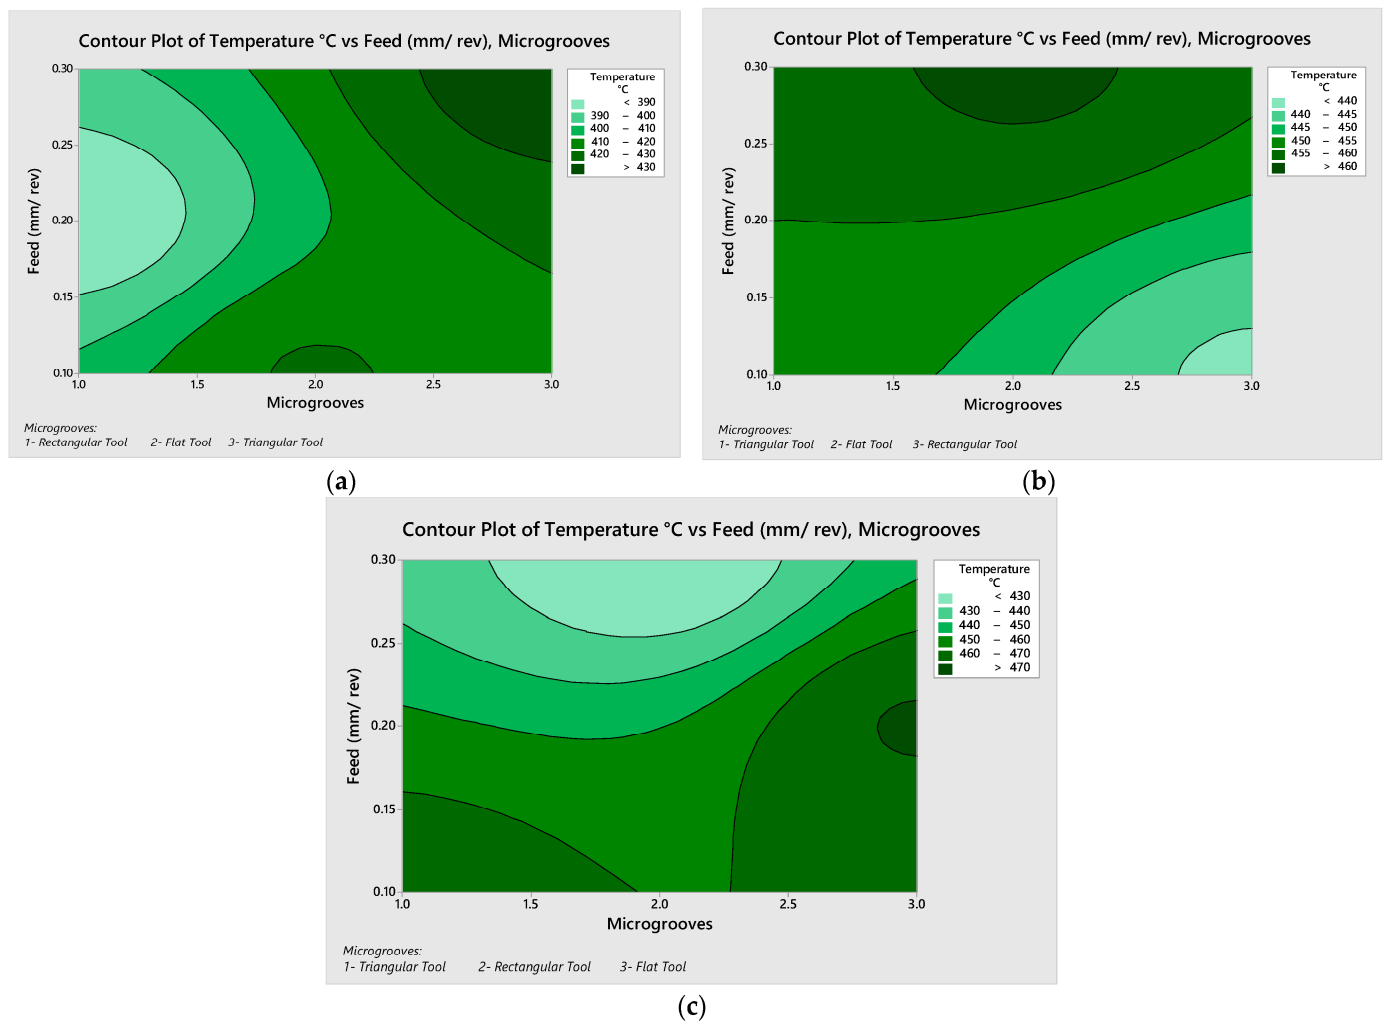 Contour Plot of Temperature °C vs Feed (mm/ rev), Microgrooves
Temperature
°C
< 390
390 – 400
400 – 410
410 – 420
420 – 430
> 430
0.30
0.25
0.20
0.15
0.10
Feed (mm/ rev)
1.0 1.5 2.0 2.5 3.0
Microgrooves
Microgrooves:
1- Rectangular Tool 2- Flat Tool 3- Triangular Tool
(a)
Contour Plot of Temperature °C vs Feed (mm/ rev), Microgrooves
Temperature
°C
< 440
440 – 445
445 – 450
450 – 455
455 – 460
> 460
0.30
0.25
0.20
0.15
0.10
Feed (mm/ rev)
1.0 1.5 2.0 2.5 3.0
Microgrooves
Microgrooves:
1- Triangular Tool 2- Flat Tool 3- Rectangular Tool
(b)
Contour Plot of Temperature °C vs Feed (mm/ rev), Microgrooves
Temperature
°C
< 430
430 – 440
440 – 450
450 – 460
460 – 470
> 470
0.30
0.25
0.20
0.15
0.10
Feed (mm/ rev)
1.0 1.5 2.0 2.5 3.0
Microgrooves
Microgrooves:
1- Triangular Tool 2- Rectangular Tool 3- Flat Tool
(c)